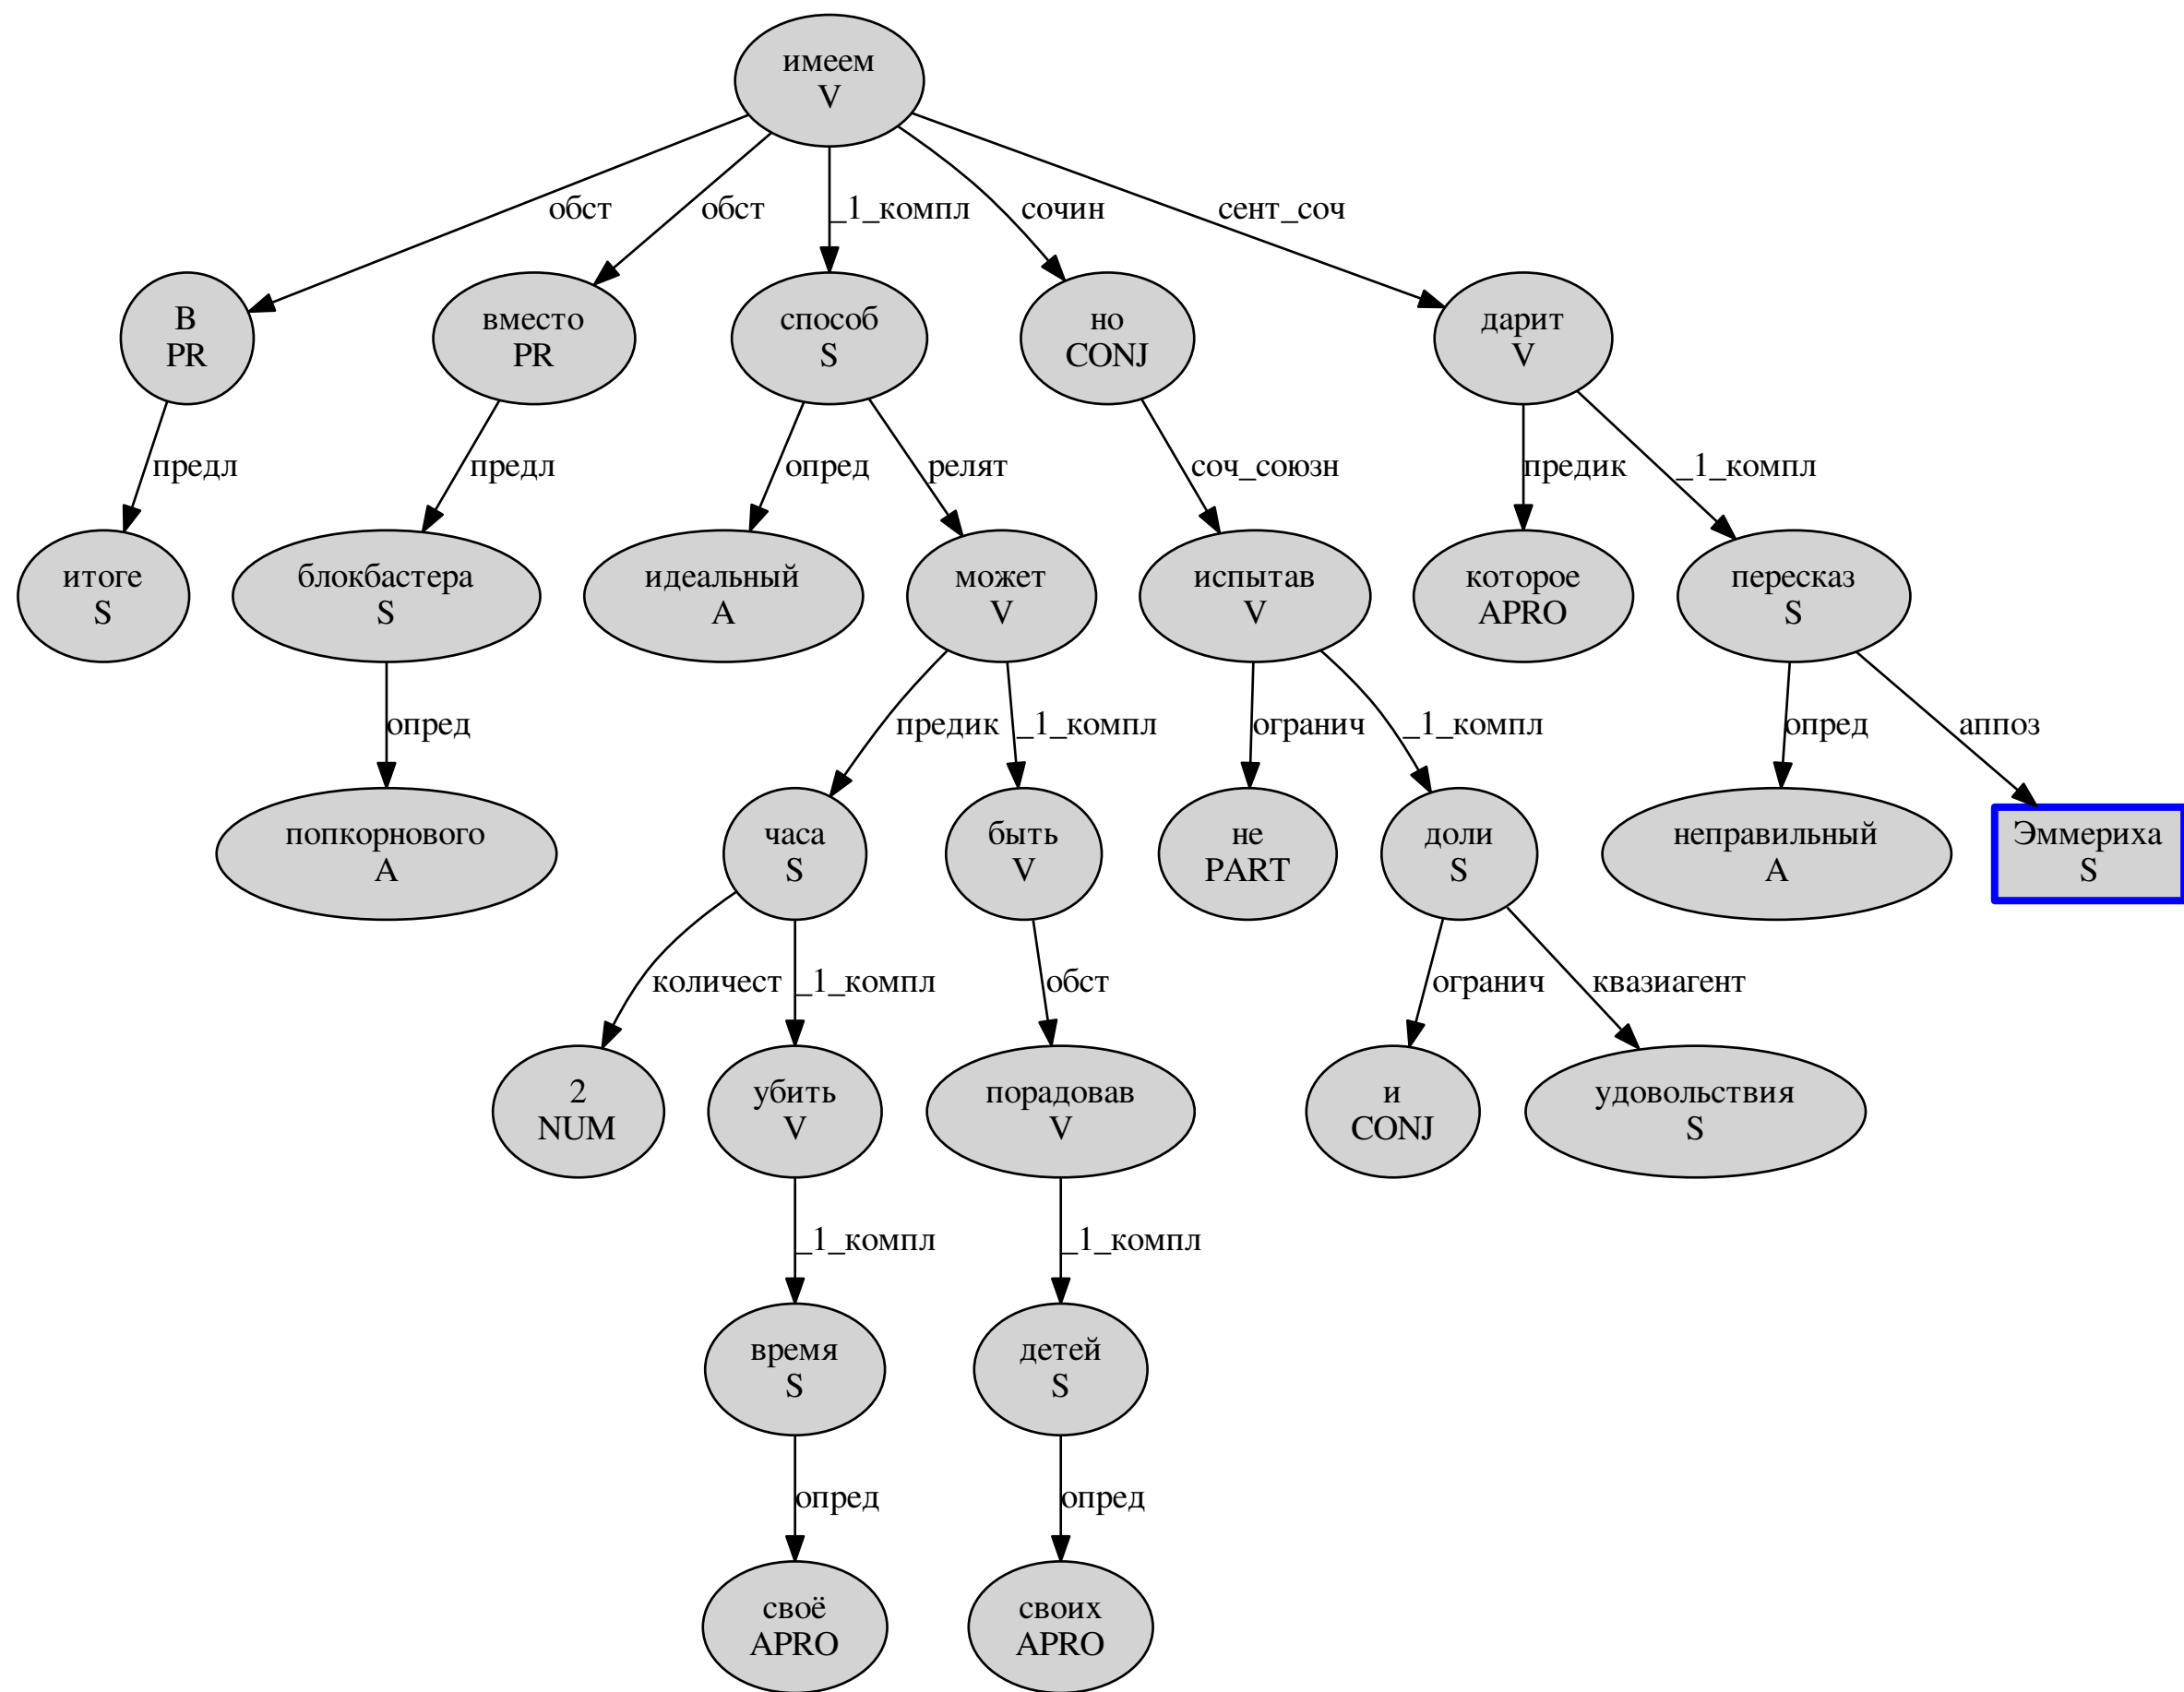 имеем
V
обст
обст
_1_компл
сочин
сент_соч
В
PR
вместо
PR
способ
S
но
CONJ
дарит
V
предл
предл
опред
релят
соч_союзн
предик
_1_компл
итоге
S
блокбастера
S
идеальный
A
может
V
испытав
V
которое
APRO
пересказ
S
опред
предик
_1_компл
огранич
_1_компл
опред
аппоз
попкорнового
A
часа
S
быть
V
не
PART
доли
S
неправильный
A
Эммериха
S
количест
_1_компл
обст
огранич
квазиагент
2
NUM
убить
V
порадовав
V
и
CONJ
удовольствия
S
_1_компл
_1_компл
время
S
детей
S
опред
опред
своё
APRO
своих
APRO